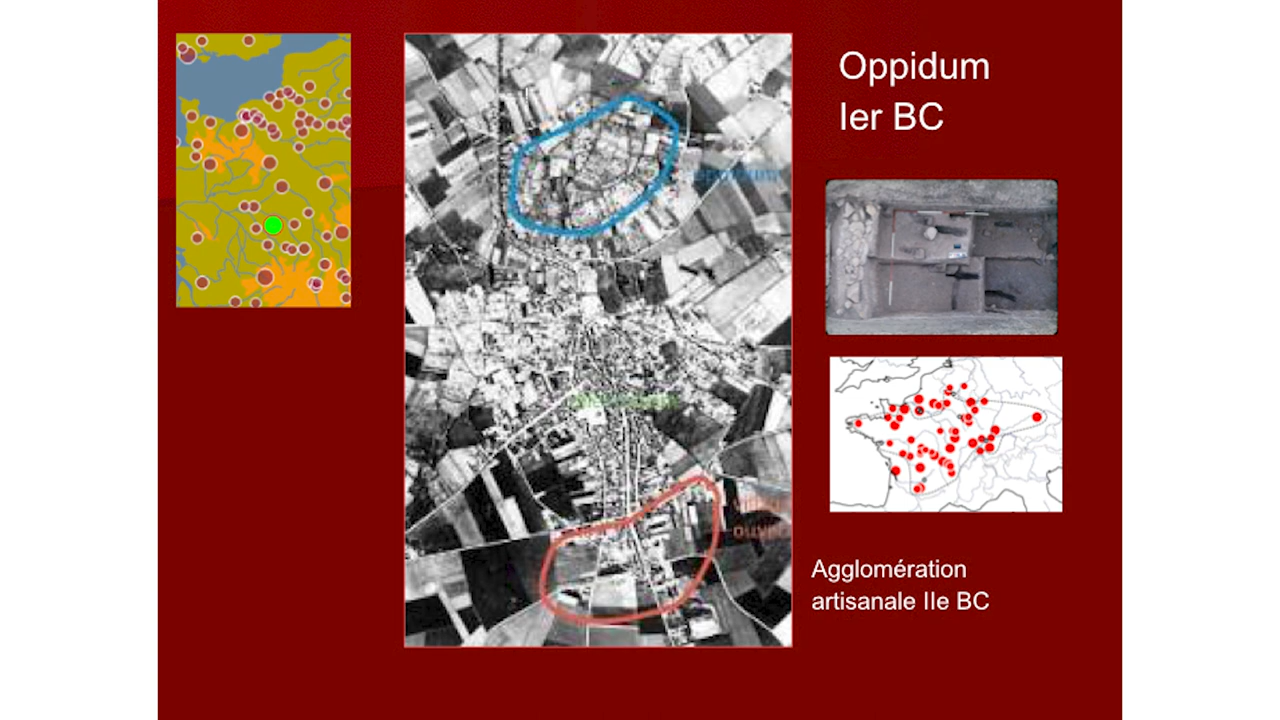 Oppidum
Ier BC
Agglomération
artisanale IIe BC